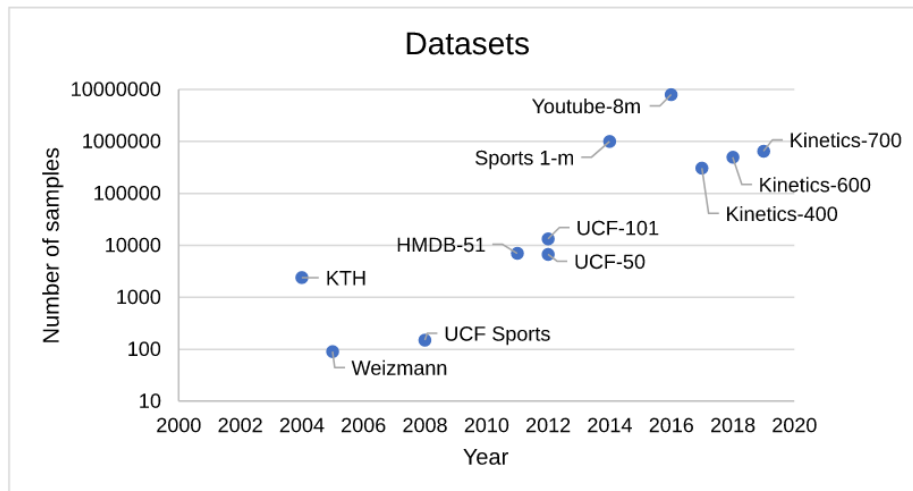 Datasets
Number of samples
10000000
1000000
100000
10000
1000
100
10
Youtube-8m
Sports 1-m
Kinetics-700
Kinetics-600
Kinetics-400
UCF-101
HMDB-51
UCF-50
KTH
UCF Sports
Weizmann
2000 2002 2004 2006 2008 2010 2012 2014 2016 2018 2020
Year